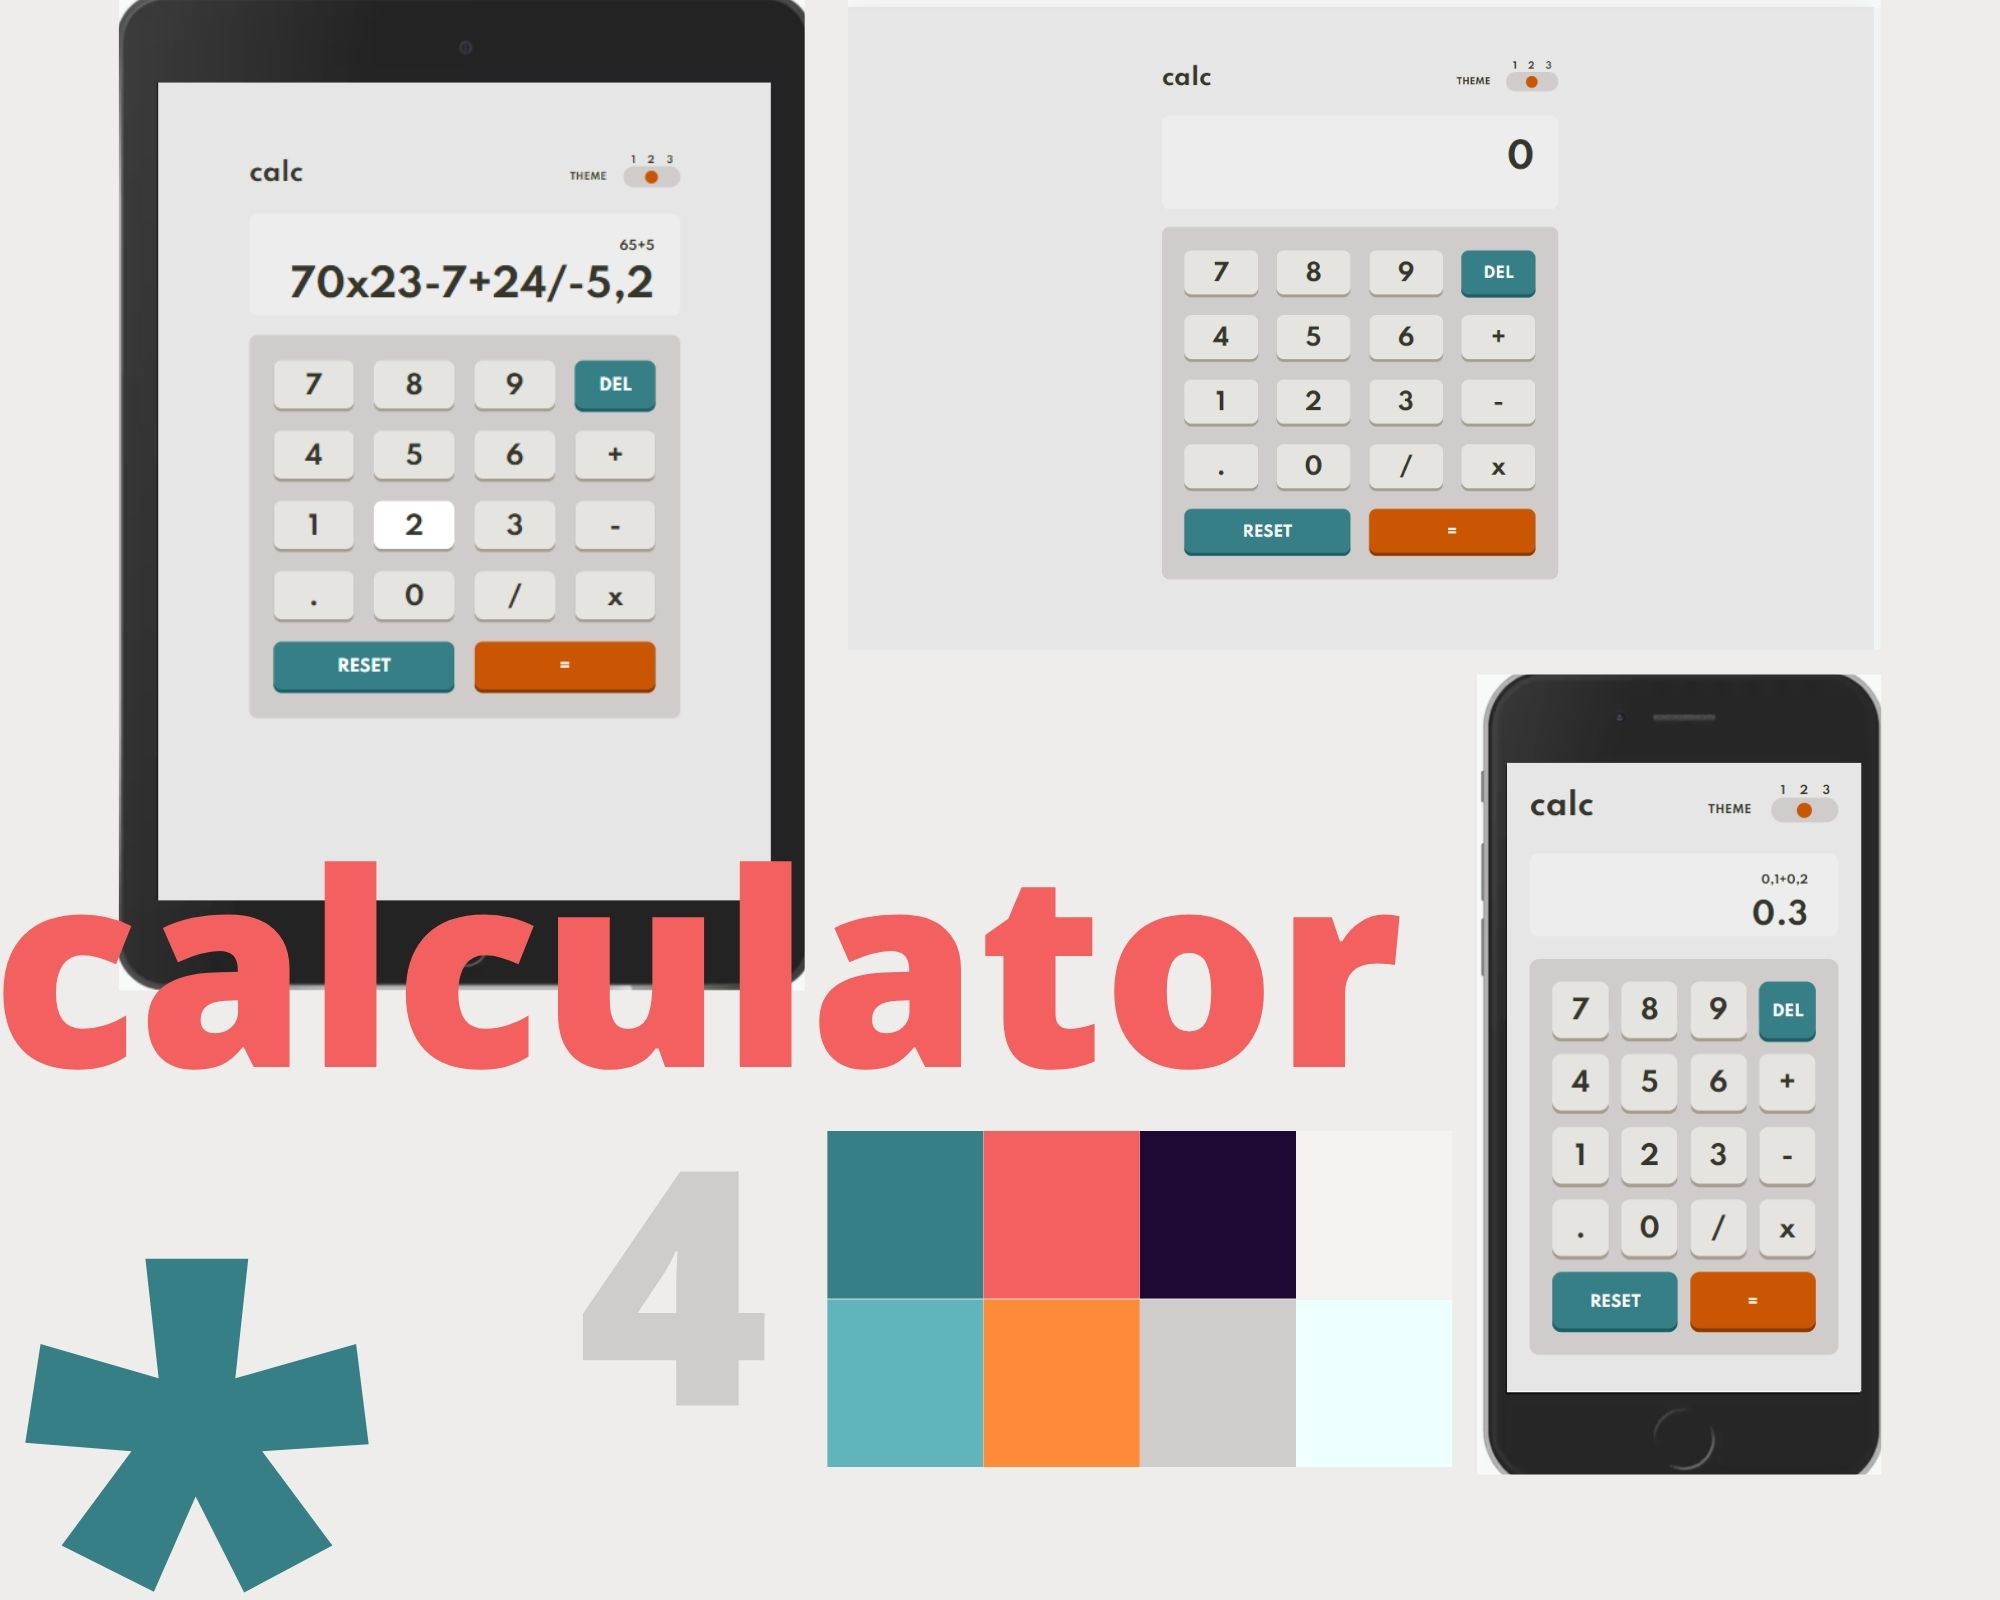 calc
THEME
1 2 3
65+5
70x23-7+24/-5,2
7 8 9 DEL
4 5 6 +
1 2 3 -
. 0 / x
RESET =
calc
THEME
1 2 3
0
7 8 9 DEL
4 5 6 +
1 2 3 -
. 0 / x
RESET =
calc
THEME
1 2 3
0,1+0,2
0.3
7 8 9 DEL
4 5 6 +
1 2 3 -
. 0 / x
RESET =
calculator
4
*